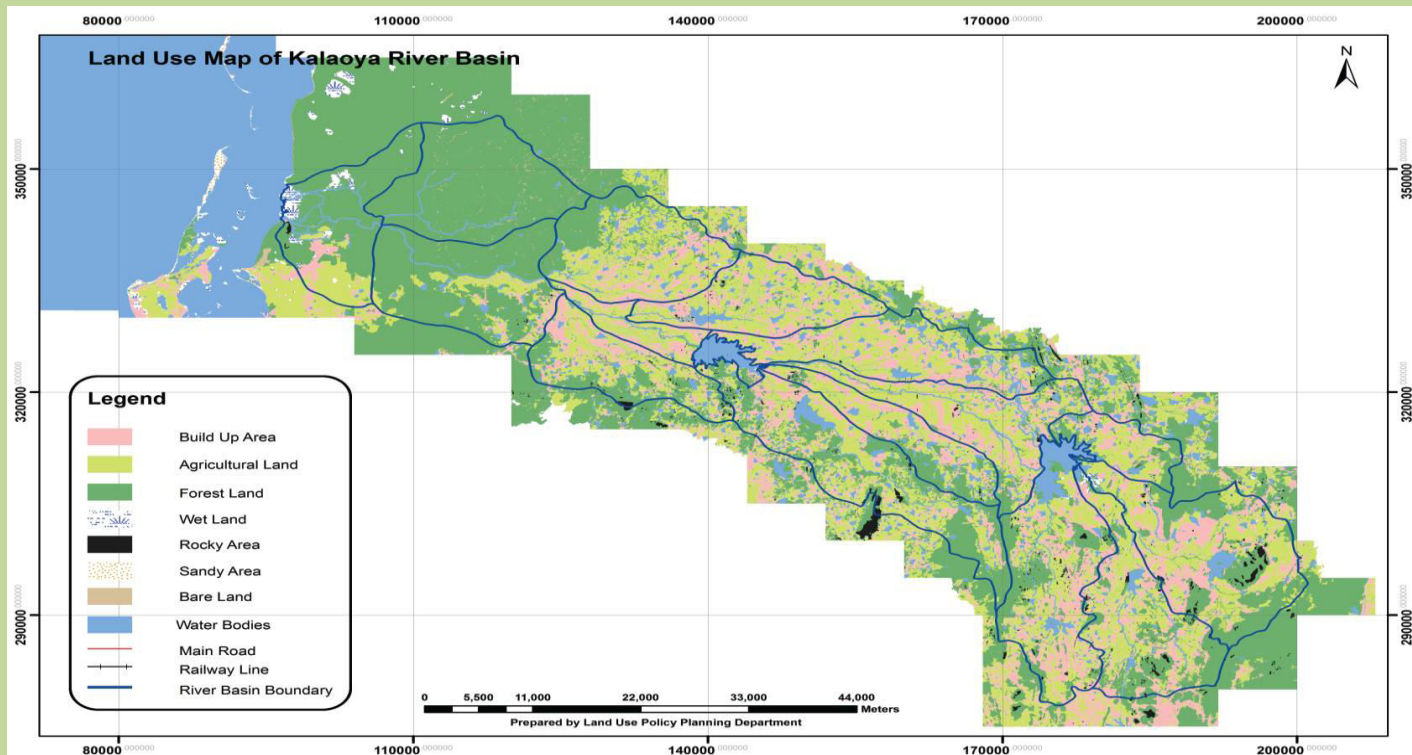 80000.000000 110000.000000 140000.000000 170000.000000 200000.000000
Land Use Map of Kalaoya River Basin
N
350000.000000 350000.000000
320000.000000 320000.000000
290000.000000 290000.000000
Legend
Build Up Area
Agricultural Land
Forest Land
Wet Land
Rocky Area
Sandy Area
Bare Land
Water Bodies
Main Road
Railway Line
River Basin Boundary
0 5,500 11,000 22,000 33,000 44,000
Meters
Prepared by Land Use Policy Planning Department
80000.000000 110000.000000 140000.000000 170000.000000 200000.000000